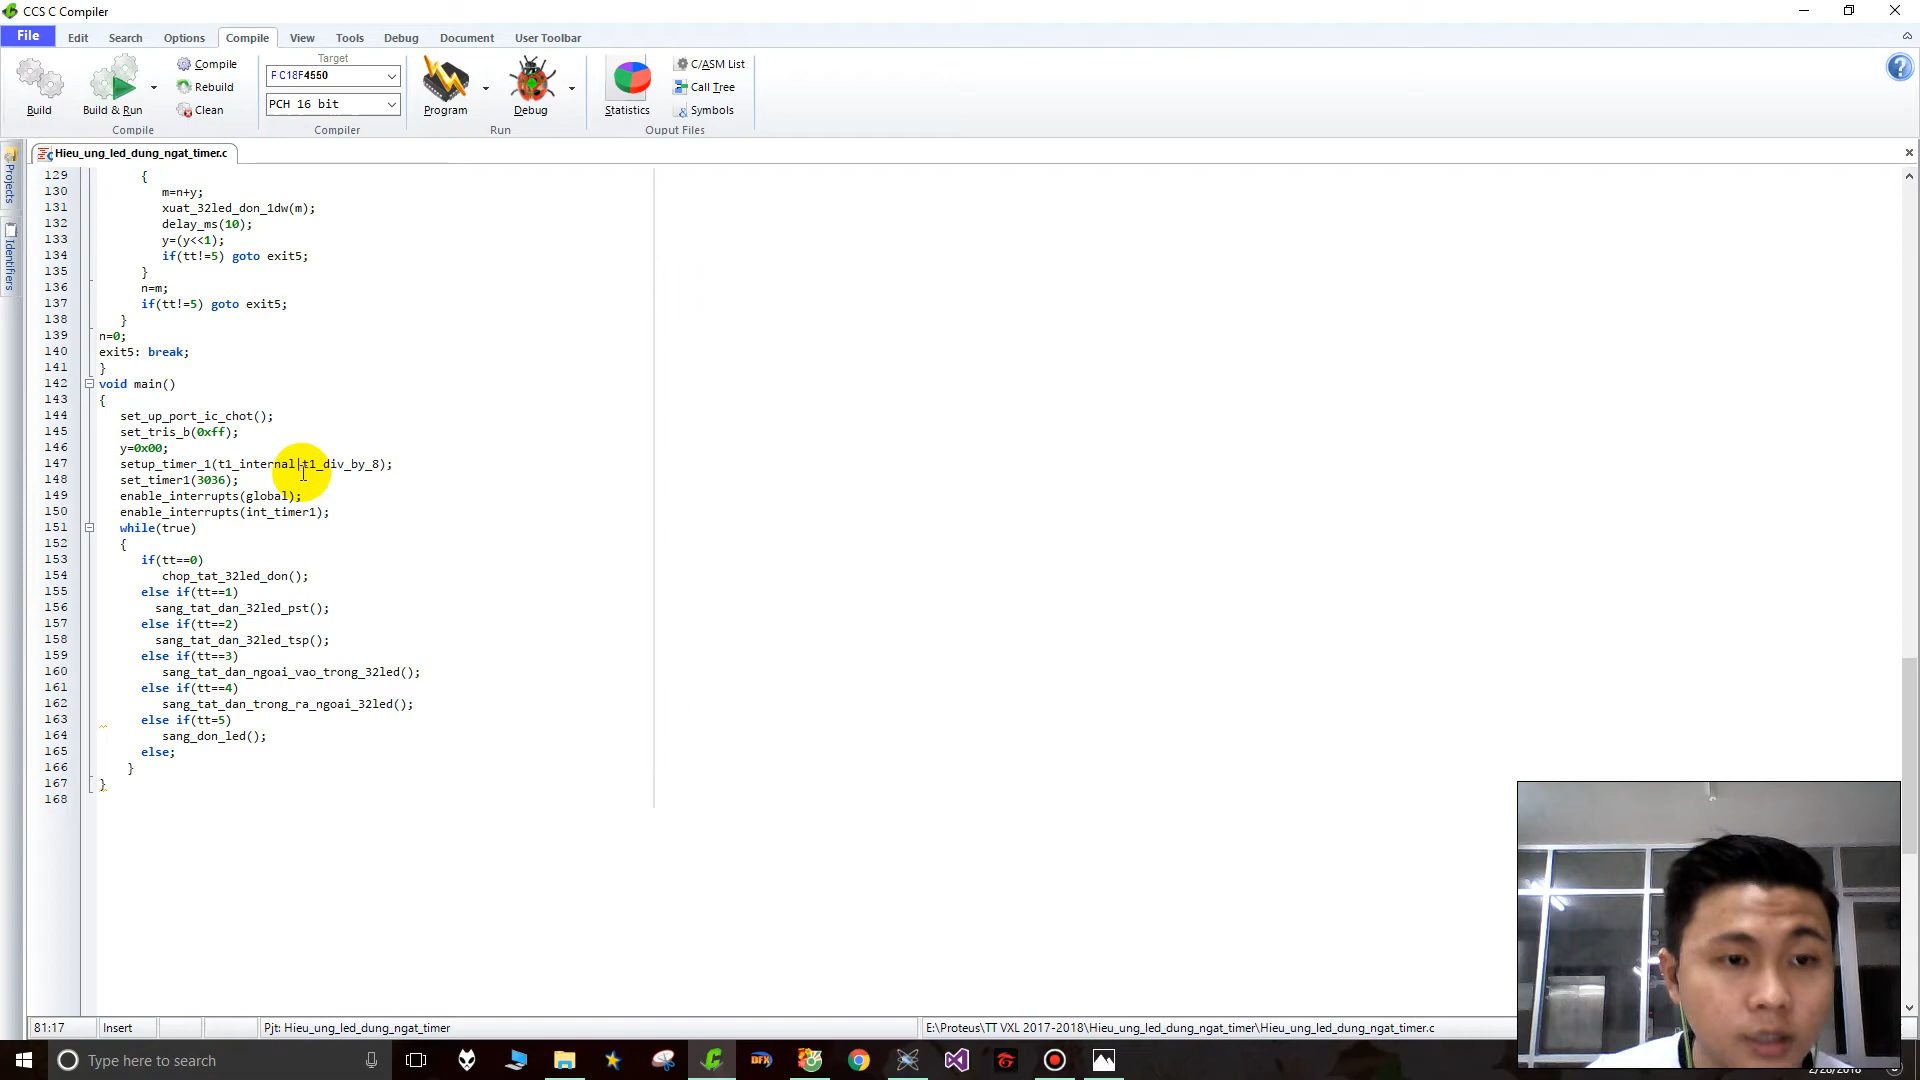 CCS C Compiler
File Edit Search Options Compile View Tools Debug Document User Toolbar
Build
Build & Run
Compile
Rebuild
Clean
Compile
Target
PCH 16 bit
Compiler
Program
Debug
Run
Statistics
C/ASM List
Call Tree
Symbols
Ouput Files
Projects
Identifiers
Hieu_ung_led_dung_ngat_timer.c
129 {
130 m=n+y;
131 xuat_32led_don_1dw(m);
132 delay_ms(10);
133 y=(y<<1);
134 if(tt!=5) goto exit5;
135 }
136 n=m;
137 if(tt!=5) goto exit5;
138 }
139 n=0;
140 exit5: break;
141 }
142 void main()
143 {
144 set_up_port_ic_chot();
145 set_tris_b(0xff);
146 y=0x00;
147 setup_timer_1(t1_internal|t1_div_by_8);
148 set_timer1(3036);
149 enable_interrupts(global);
150 enable_interrupts(int_timer1);
151 while(true)
152 {
153 if(tt==0)
154 chop_tat_32led_don();
155 else if(tt==1)
156 sang_tat_dan_32led_pst();
157 else if(tt==2)
158 sang_tat_dan_32led_tsp();
159 else if(tt==3)
160 sang_tat_dan_ngoai_vao_trong_32led();
161 else if(tt==4)
162 sang_tat_dan_trong_ra_ngoai_32led();
163 else if(tt=5)
164 sang_don_led();
165 else;
166 }
167 }
168
81:17 Insert Pjt: Hieu_ung_led_dung_ngat_timer E:\Proteus\TT VXL 2017-2018\Hieu_ung_led_dung_ngat_timer\Hieu_ung_led_dung_ngat_timer.c
Type here to search
DFX